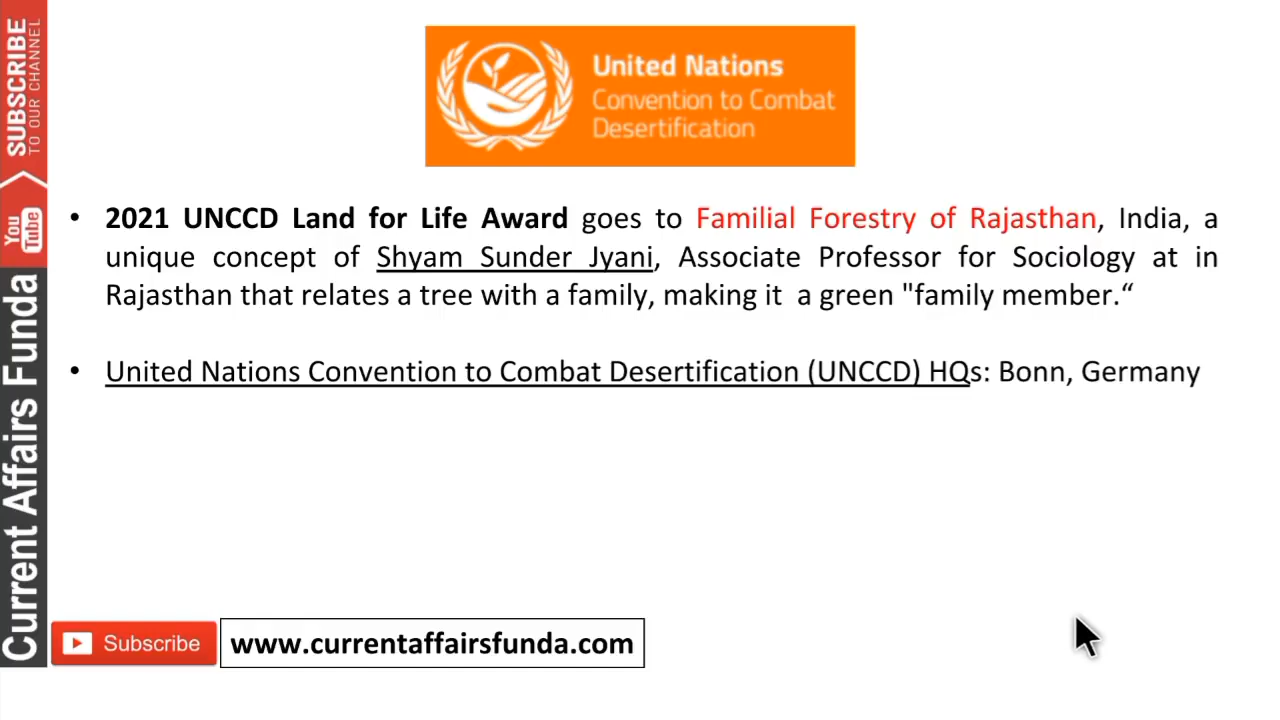 SUBSCRIBE
TO OUR CHANNEL
You
Tube
Current Affairs Funda
United Nations
Convention to Combat
Desertification
• 2021 UNCCD Land for Life Award goes to Familial Forestry of Rajasthan, India, a
unique concept of Shyam Sunder Jyani, Associate Professor for Sociology at in
Rajasthan that relates a tree with a family, making it a green "family member.“
• United Nations Convention to Combat Desertification (UNCCD) HQs: Bonn, Germany
Subscribe
www.currentaffairsfunda.com